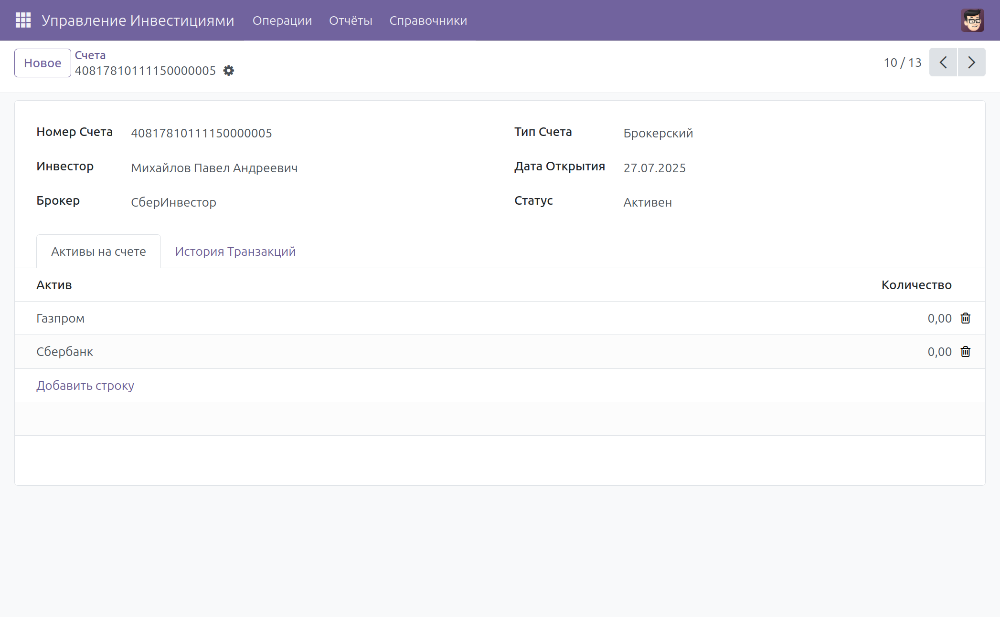 Управление Инвестициями Операции Отчёты Справочники
Новое
Счета
40817810111150000005
10 / 13
Номер Счета 40817810111150000005
Тип Счета Брокерский
Инвестор Михайлов Павел Андреевич
Дата Открытия 27.07.2025
Брокер СберИнвестор
Статус Активен
Активы на счете История Транзакций
Актив Количество
Газпром 0,00
Сбербанк 0,00
Добавить строку